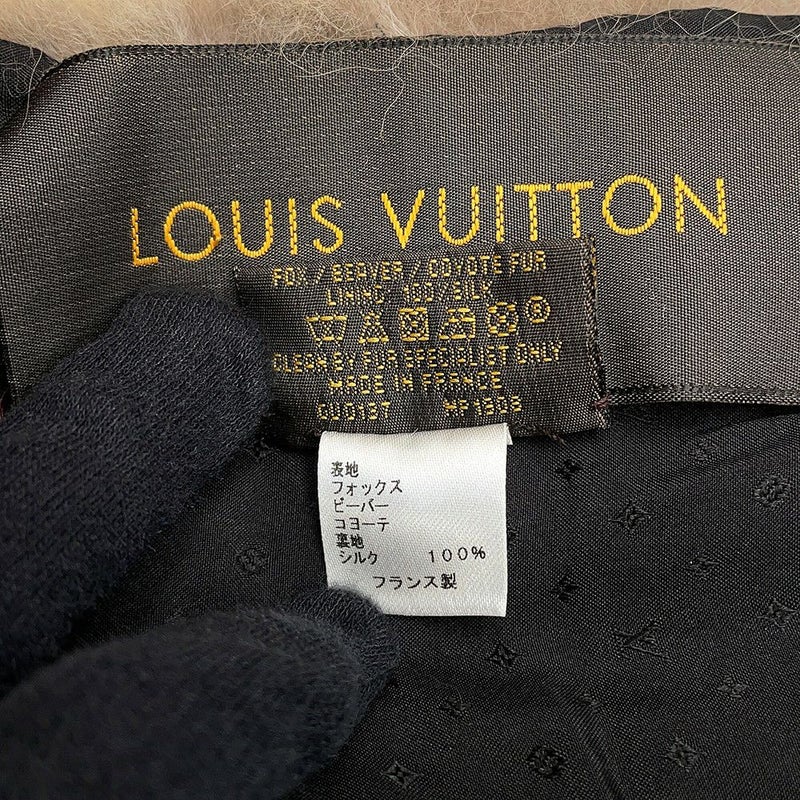 LOUIS VUITTON
FOX / BEAVER / COYOTE FUR
LINING 100%SILK
CLEAN BY FUR SPECIALIST ONLY
MADE IN FRANCE
表地
フォックス
ビーバー
コヨーテ
裏地
シルク 100%
フランス製